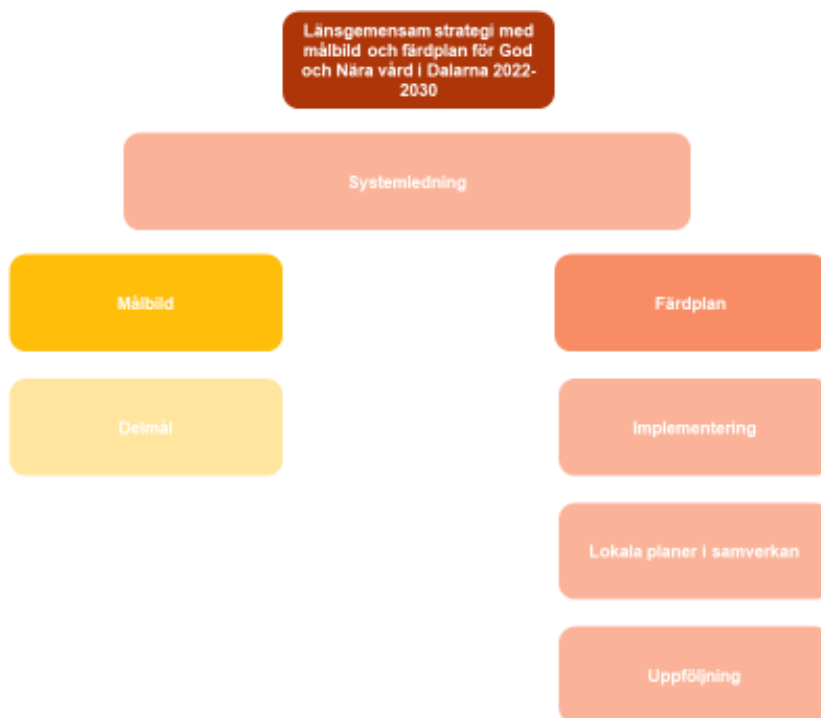 Länsgemensam strategi med
målbild och färdplan för God
och Nära vård i Dalarna 2022-
2030
Systemledning
Målbild
Färdplan
Delmål
Implementering
Lokala planer i samverkan
Uppföljning